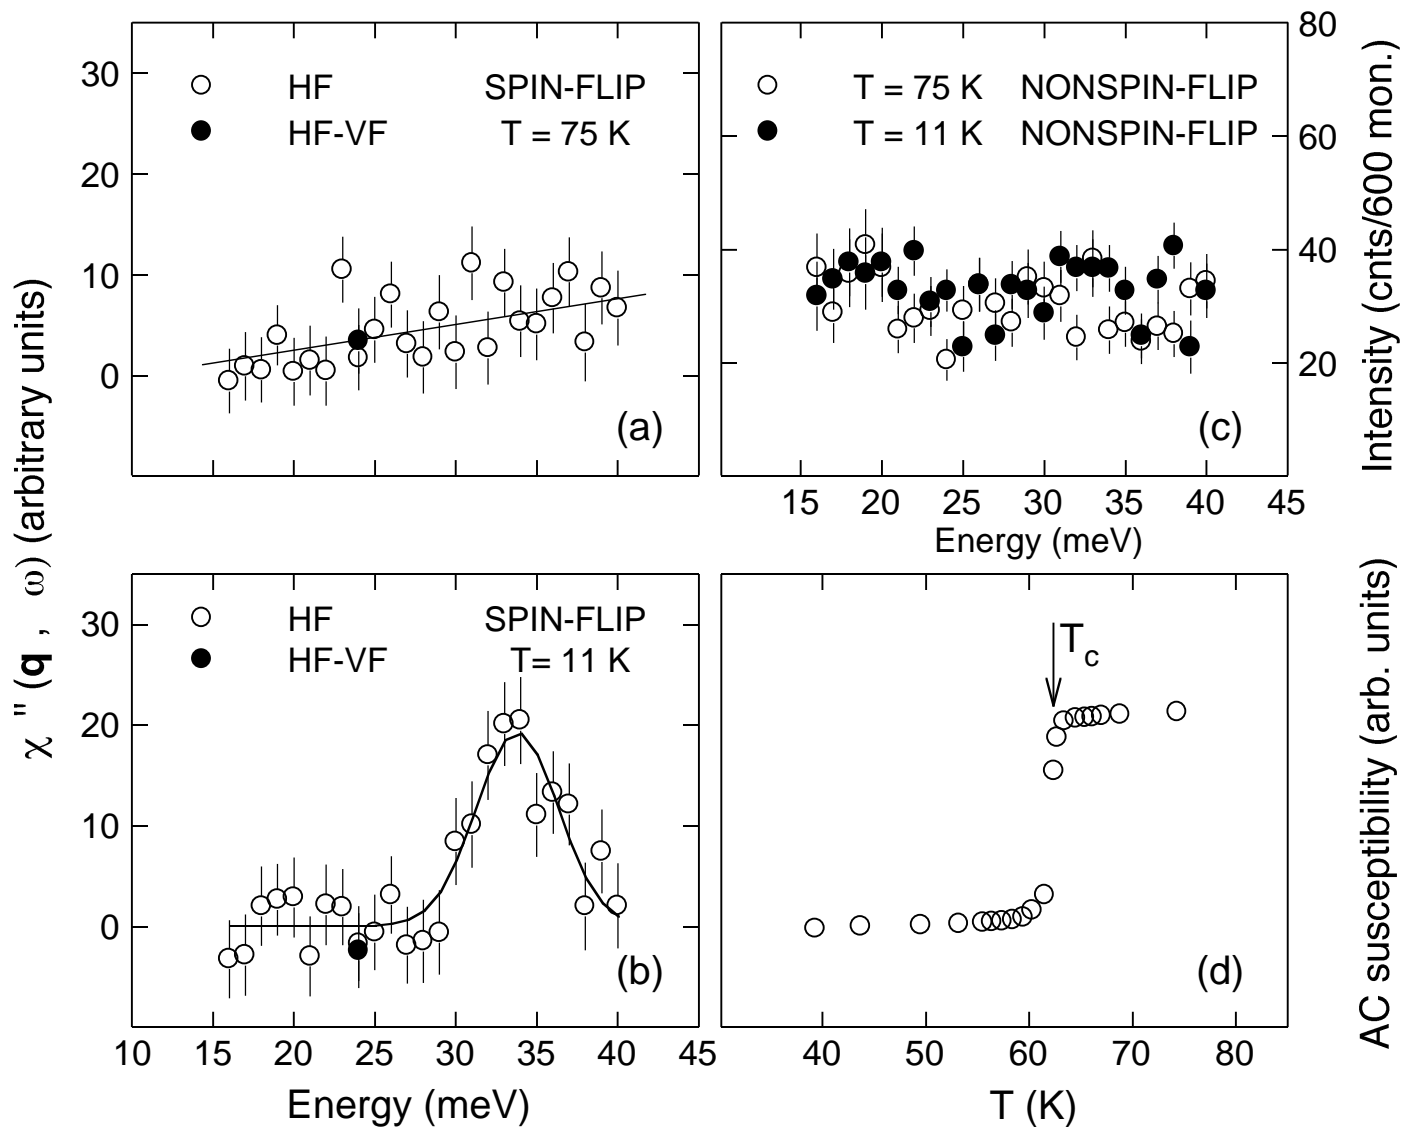 χ " (q , ω) (arbitrary units)
30
20
10
0
HF SPIN-FLIP
HF-VF T = 75 K
(a)
T = 75 K NONSPIN-FLIP
T = 11 K NONSPIN-FLIP
(c)
80
60
40
20
Intensity (cnts/600 mon.)
15 20 25 30 35 40 45
Energy (meV)
30
20
10
0
HF SPIN-FLIP
HF-VF T= 11 K
(b)
10 15 20 25 30 35 40 45
Energy (meV)
Tc
(d)
40 50 60 70 80
T (K)
AC susceptibility (arb. units)